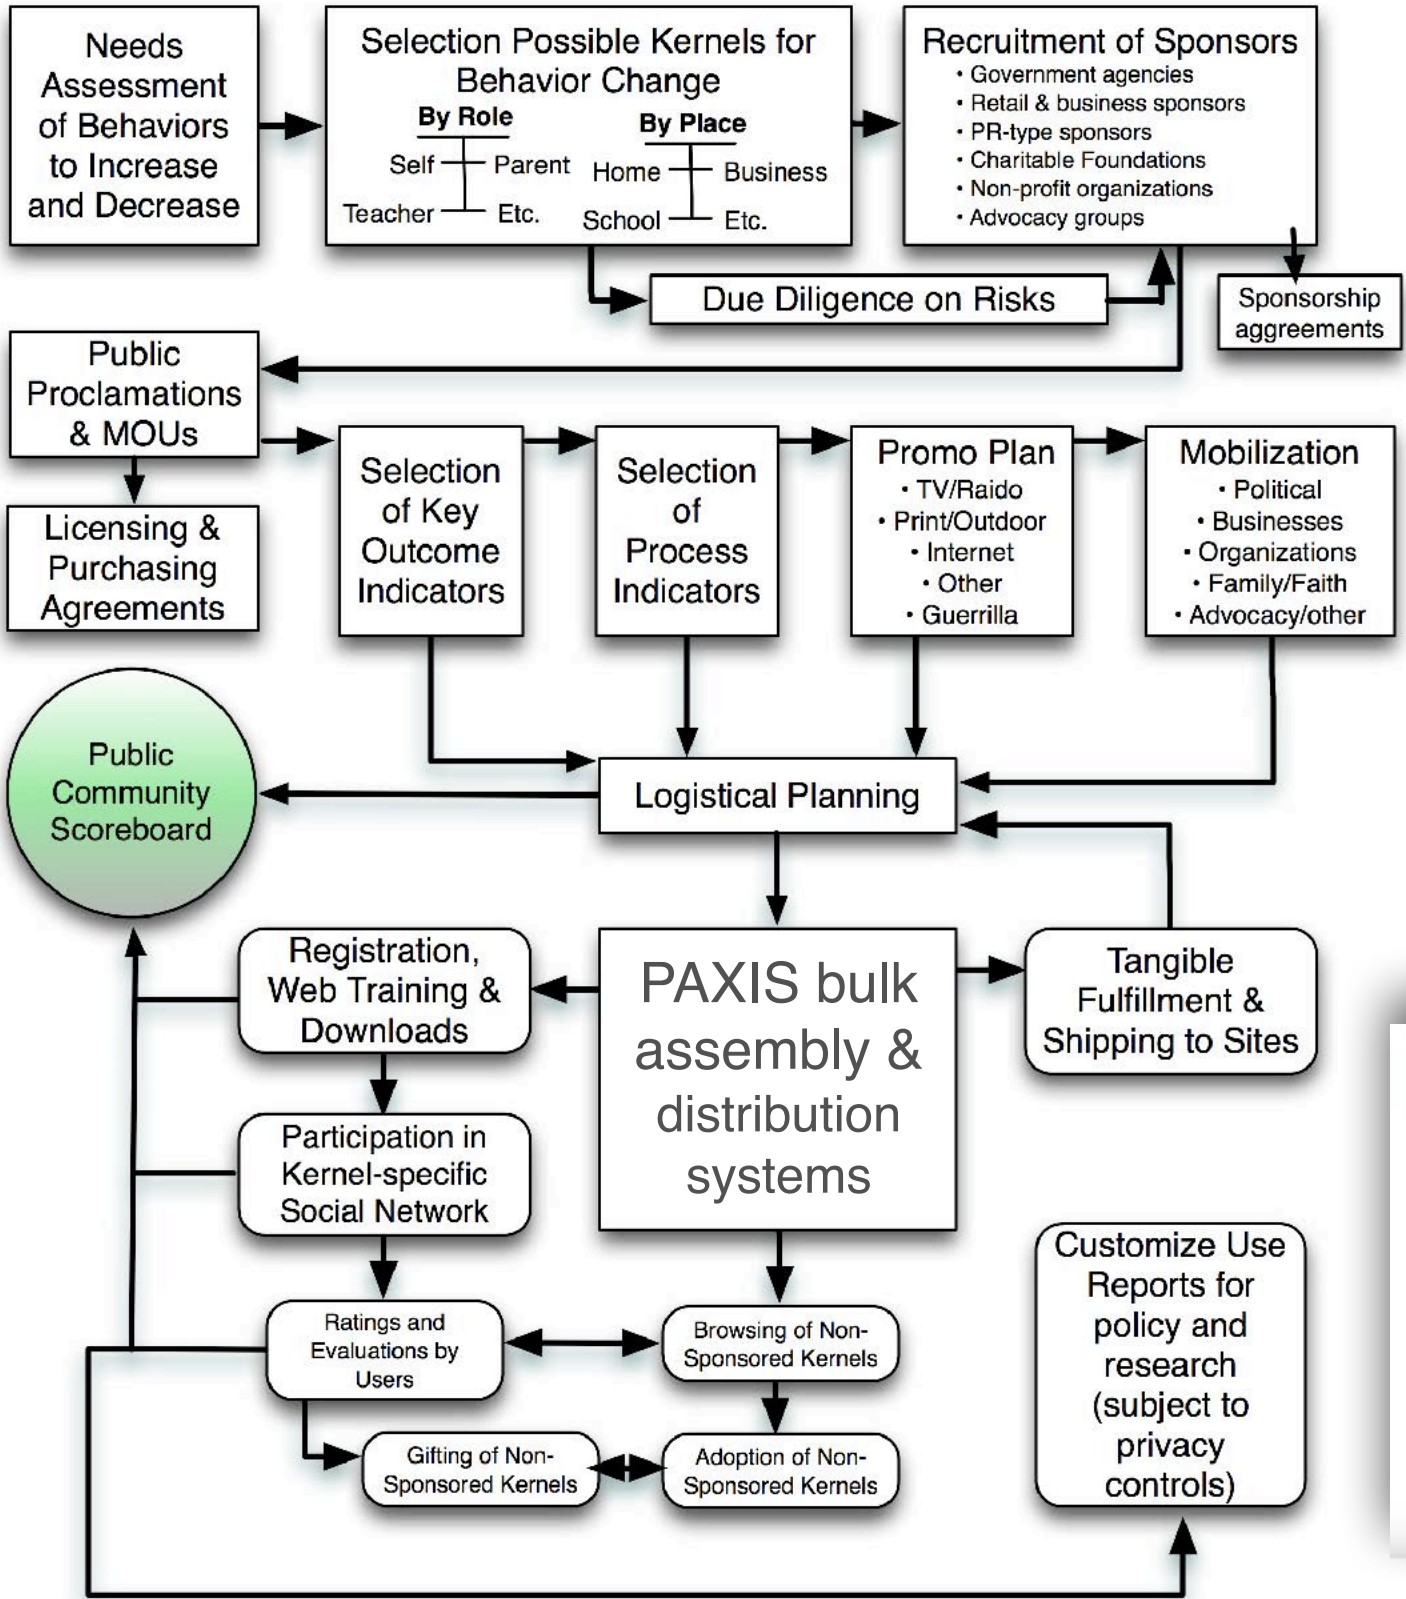 Needs
Assessment
of Behaviors
to Increase
and Decrease
Selection Possible Kernels for
Behavior Change
By Role
Self
Parent
Teacher
Etc.
By Place
Home
Business
School
Etc.
Recruitment of Sponsors
• Government agencies
• Retail & business sponsors
• PR-type sponsors
• Charitable Foundations
• Non-profit organizations
• Advocacy groups
Due Diligence on Risks
Sponsorship
aggreements
Public
Proclamations
& MOUs
Licensing &
Purchasing
Agreements
Selection
of Key
Outcome
Indicators
Selection
of
Process
Indicators
Promo Plan
• TV/Raido
• Print/Outdoor
• Internet
• Other
• Guerrilla
Mobilization
• Political
• Businesses
• Organizations
• Family/Faith
• Advocacy/other
Public
Community
Scoreboard
Logistical Planning
Registration,
Web Training &
Downloads
PAXIS bulk
assembly &
distribution
systems
Tangible
Fulfillment &
Shipping to Sites
Participation in
Kernel-specific
Social Network
Ratings and
Evaluations by
Users
Browsing of Non-
Sponsored Kernels
Gifting of Non-
Sponsored Kernels
Adoption of Non-
Sponsored Kernels
Customize Use
Reports for
policy and
research
(subject to
privacy
controls)